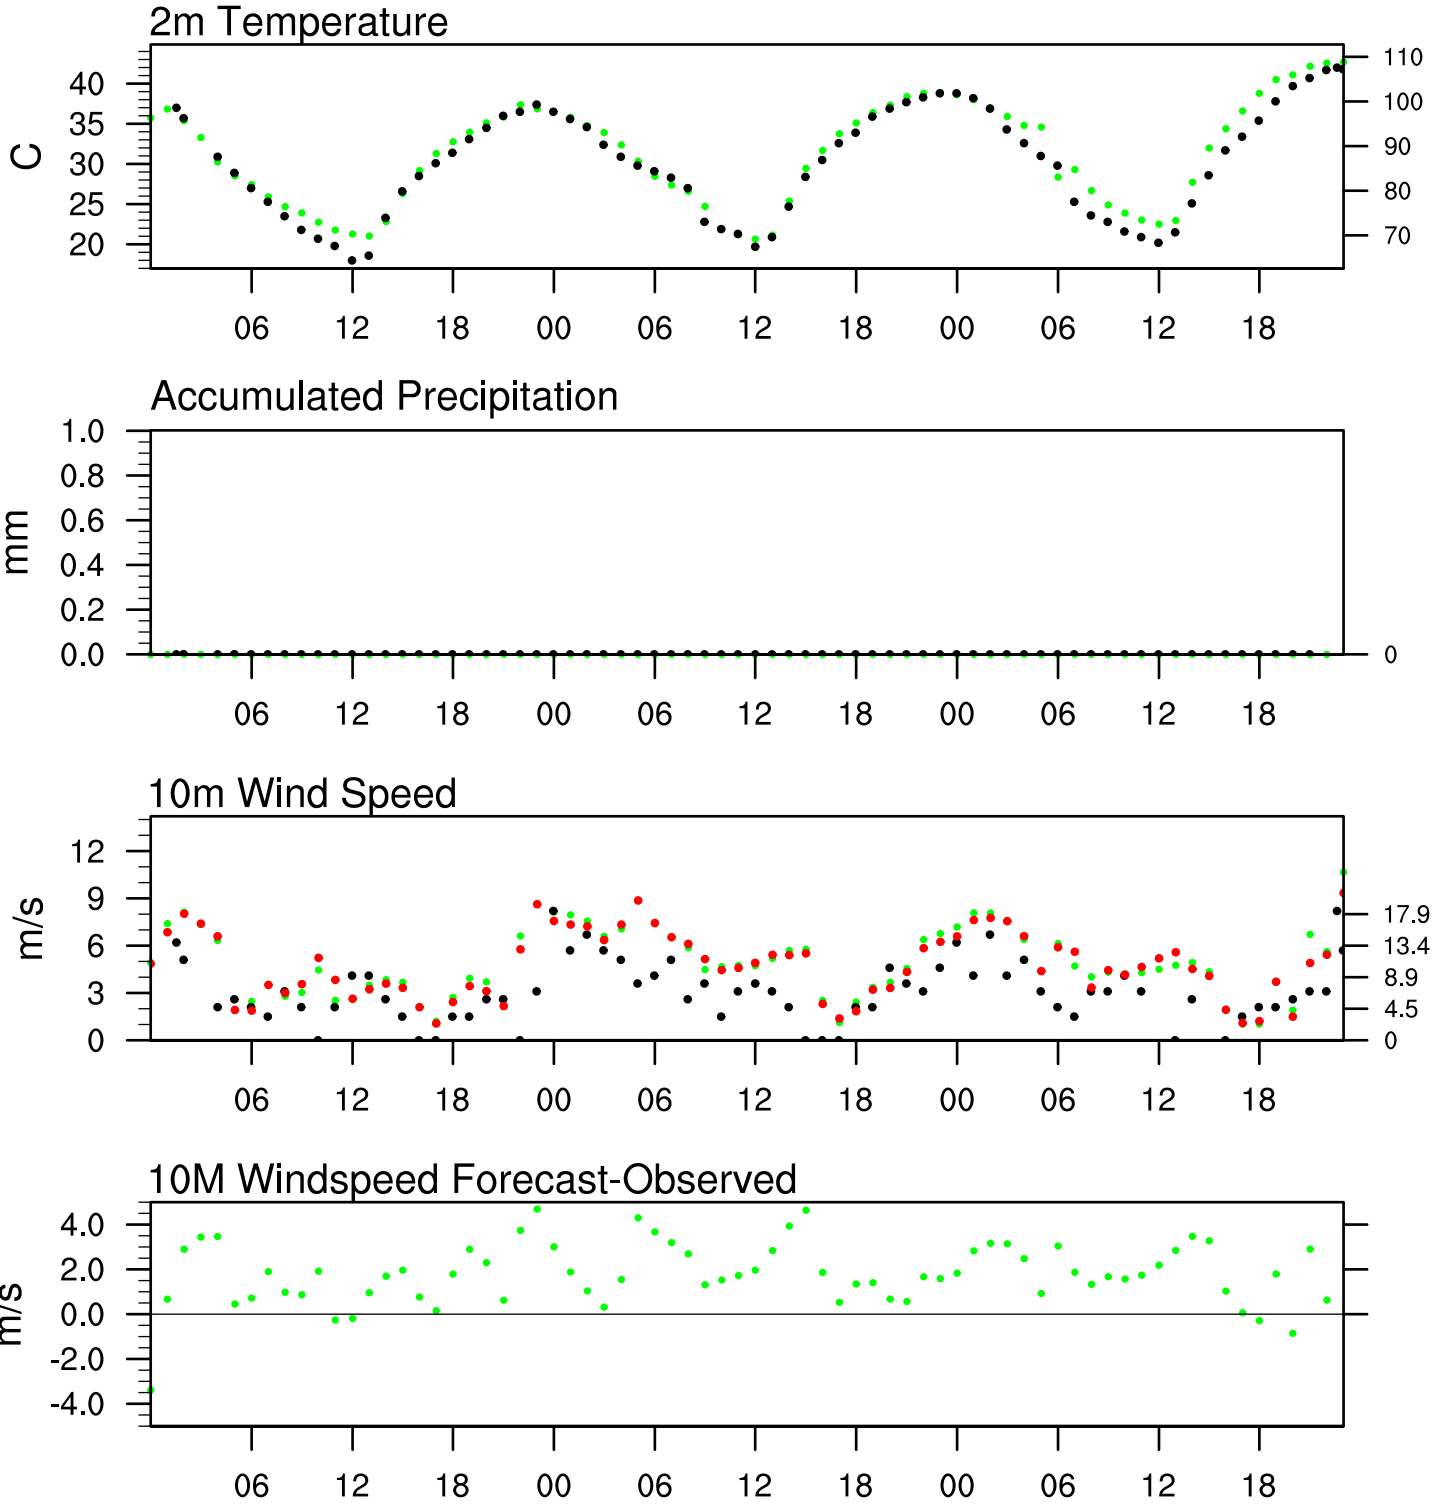 2m Temperature
C
40
35
30
25
20
110
100
90
80
70
06 12 18 00 06 12 18 00 06 12 18
Accumulated Precipitation
mm
1.0
0.8
0.6
0.4
0.2
0.0
0
06 12 18 00 06 12 18 00 06 12 18
10m Wind Speed
m/s
12
9
6
3
0
17.9
13.4
8.9
4.5
0
06 12 18 00 06 12 18 00 06 12 18
10M Windspeed Forecast-Observed
m/s
4.0
2.0
0.0
-2.0
-4.0
06 12 18 00 06 12 18 00 06 12 18